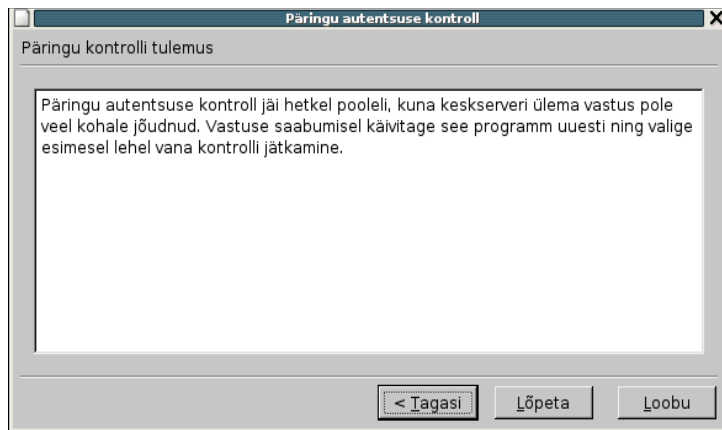 Päringu autentsuse kontroll
Päringu kontrolli tulemus
Päringu autentsuse kontroll jäi hetkel pooleli, kuna keskserveri ülema vastus pole
veel kohale jõudnud. Vastuse saabumisel käivitage see programm uuesti ning valige
esimesel lehel vana kontrolli jätkamine.
< Tagasi
Lõpeta
Loobu